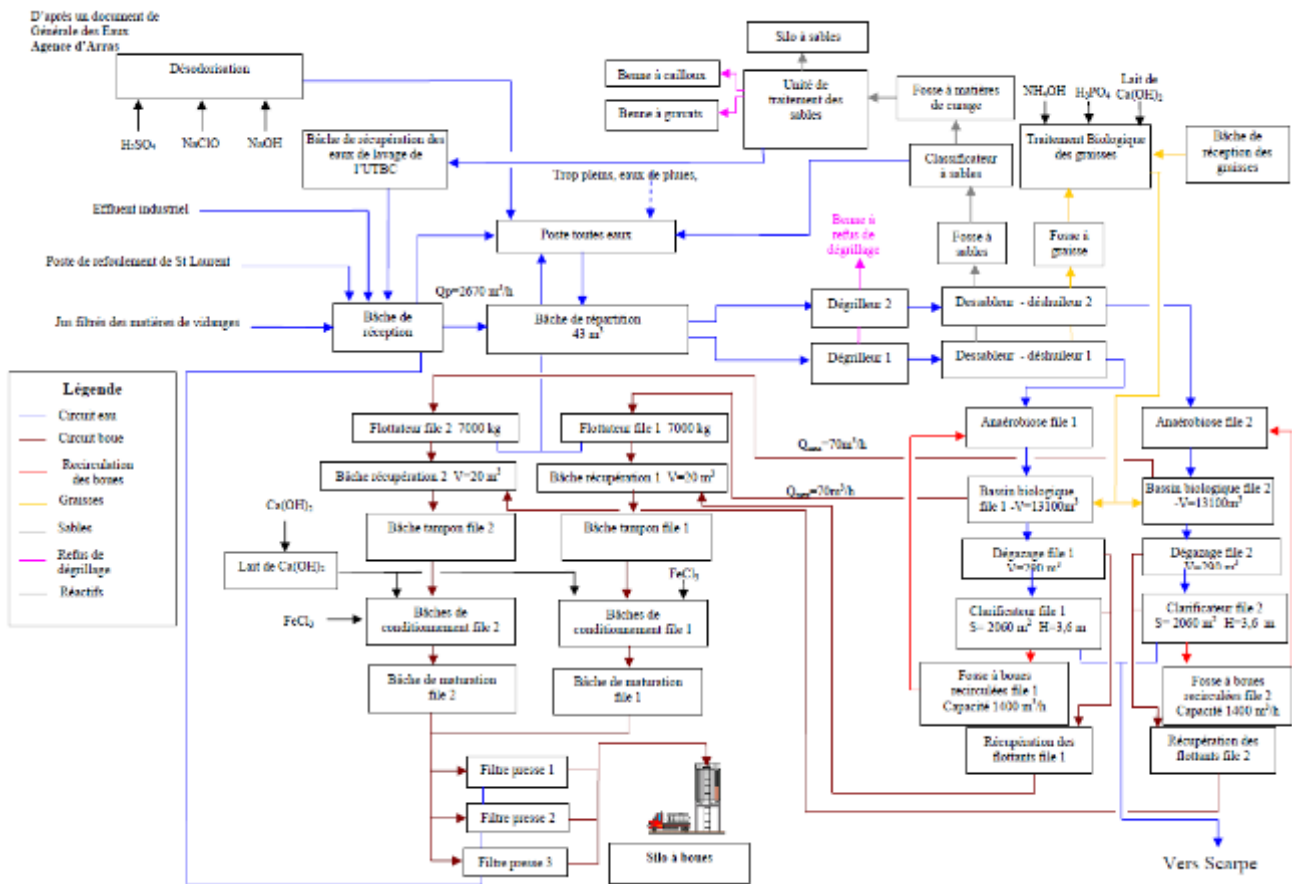 D'après un document de
Générale des Eaux
Agence d'Arras
Désodorisation
H2SO4
NaClO
NaOH
Silo à sables
Benne à cailloux
Benne à gravats
Unité de
traitement des
sables
Fosse à matières
de curage
NH4OH
H3PO4
Lait de
Ca(OH)2
Traitement Biologique
des graisses
Bâche de
réception des
graisses
Bâche de récupération des
eaux de lavage de
l'UTBC
Classificateur
à sables
Trop pleins, eaux de pluies,
Effluent industriel
Poste toutes eaux
Benne à
refus de
dégrillage
Fosse à
sables
Fosse à
graisse
Poste de refoulement de St Laurent
Qp=2670 m3/h
Jus filtrés des matières de vidanges
Bâche de
réception
Bâche de répartition
43 m3
Dégrilleur 2
Dessableur - déshuileur 2
Dégrilleur 1
Dessableur - déshuileur 1
Légende
Circuit eau
Circuit boue
Recirculation
des boues
Graisses
Sables
Refus de
dégrillage
Réactifs
Flottateur file 2 7000 kg
Flottateur file 1 7000 kg
Anaérobiose file 1
Anaérobiose file 2
=70m3/h
Bâche récupération 2 V=20 m3
Bâche récupération 1 V=20 m3
=70m3/h
Bassin biologique
file 1 -V=13100m3
Bassin biologique file 2
-V=13100m3
Ca(OH)2
Bâche tampon file 2
Bâche tampon file 1
Lait de Ca(OH)2
Dégazage file 1
V=290 m3
Dégazage file 2
V=290 m3
FeCl3
FeCl3
Bâches de
conditionnement file 2
Bâches de
conditionnement file 1
Clarificateur file 1
S= 2060 m2 H=3,6 m
Clarificateur file 2
S= 2060 m2 H=3,6 m
Bâche de maturation
file 2
Bâche de maturation
file 1
Fosse à boues
recirculées file 1
Capacité 1400 m3/h
Fosse à boues
recirculées file 2
Capacité 1400 m3/h
Récupération des
flottants file 1
Récupération des
flottants file 2
Filtre presse 1
Filtre presse 2
Filtre presse 3
Silo à boues
Vers Scarpe